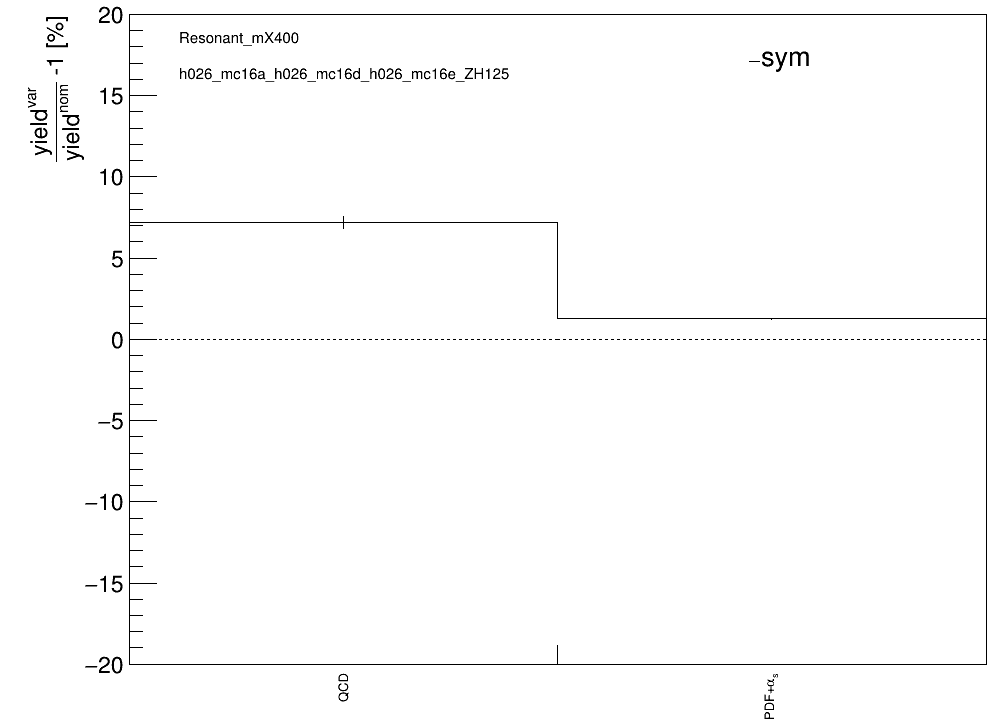 yield^var
yield^nom -1 [%]
Resonant_mX400
h026_mc16a_h026_mc16d_h026_mc16e_ZH125
sym
20
15
10
5
0
−5
−10
−15
−20
QCD
PDF+α_s